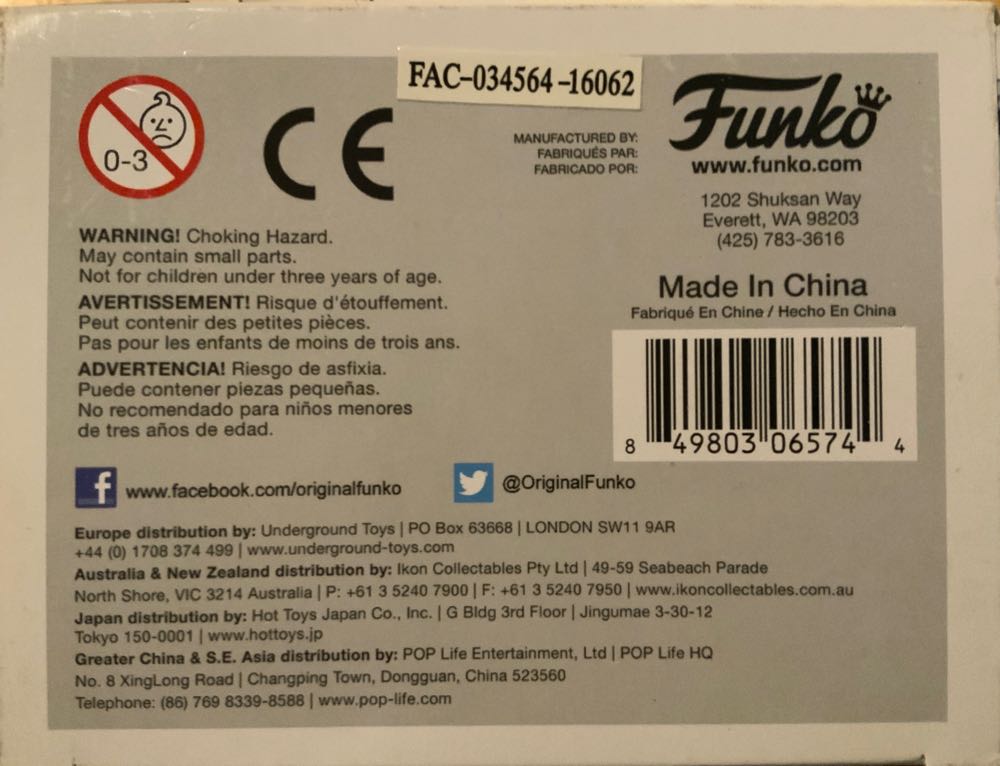 FAC-034564-16062
0-3
CE
MANUFACTURED BY:
FABRIQUÉS PAR:
FABRICADO POR:
Funko
www.funko.com
1202 Shuksan Way
Everett, WA 98203
(425) 783-3616
WARNING! Choking Hazard.
May contain small parts.
Not for children under three years of age.
AVERTISSEMENT! Risque d'étouffement.
Peut contenir des petites pièces.
Pas pour les enfants de moins de trois ans.
ADVERTENCIA! Riesgo de asfixia.
Puede contener piezas pequeñas.
No recomendado para niños menores
de tres años de edad.
Made In China
Fabriqué En Chine / Hecho En China
8 49803 06574 4
f www.facebook.com/originalfunko
@OriginalFunko
Europe distribution by: Underground Toys | PO Box 63668 | LONDON SW11 9AR
+44 (0) 1708 374 499 | www.underground-toys.com
Australia & New Zealand distribution by: Ikon Collectables Pty Ltd | 49-59 Seabeach Parade
North Shore, VIC 3214 Australia | P: +61 3 5240 7900 | F: +61 3 5240 7950 | www.ikoncollectables.com.au
Japan distribution by: Hot Toys Japan Co., Inc. | G Bldg 3rd Floor | Jingumae 3-30-12
Tokyo 150-0001 | www.hottoys.jp
Greater China & S.E. Asia distribution by: POP Life Entertainment, Ltd | POP Life HQ
No. 8 XingLong Road | Changping Town, Dongguan, China 523560
Telephone: (86) 769 8339-8588 | www.pop-life.com